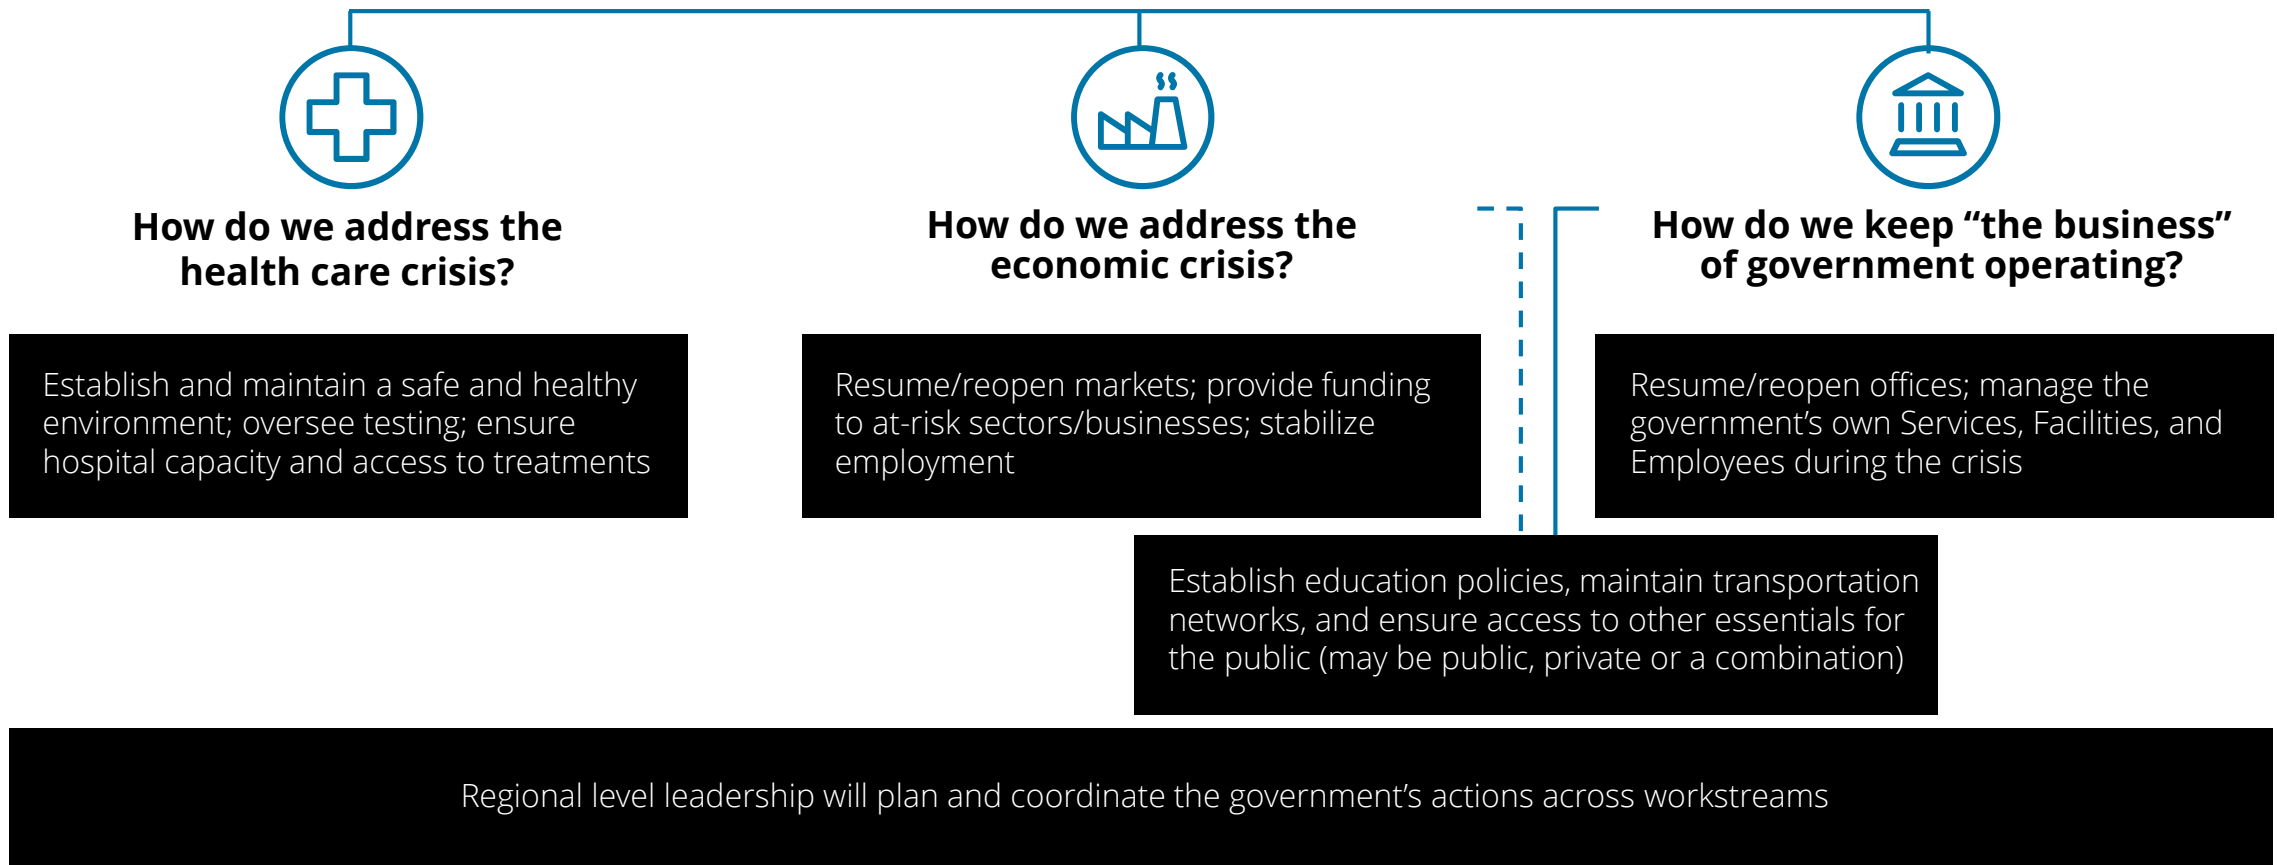 How do we address the
health care crisis?
How do we address the
economic crisis?
How do we keep “the business”
of government operating?
Establish and maintain a safe and healthy
environment; oversee testing; ensure
hospital capacity and access to treatments
Resume/reopen markets; provide funding
to at-risk sectors/businesses; stabilize
employment
Resume/reopen offices; manage the
government’s own Services, Facilities, and
Employees during the crisis
Establish education policies, maintain transportation
networks, and ensure access to other essentials for
the public (may be public, private or a combination)
Regional level leadership will plan and coordinate the government’s actions across workstreams